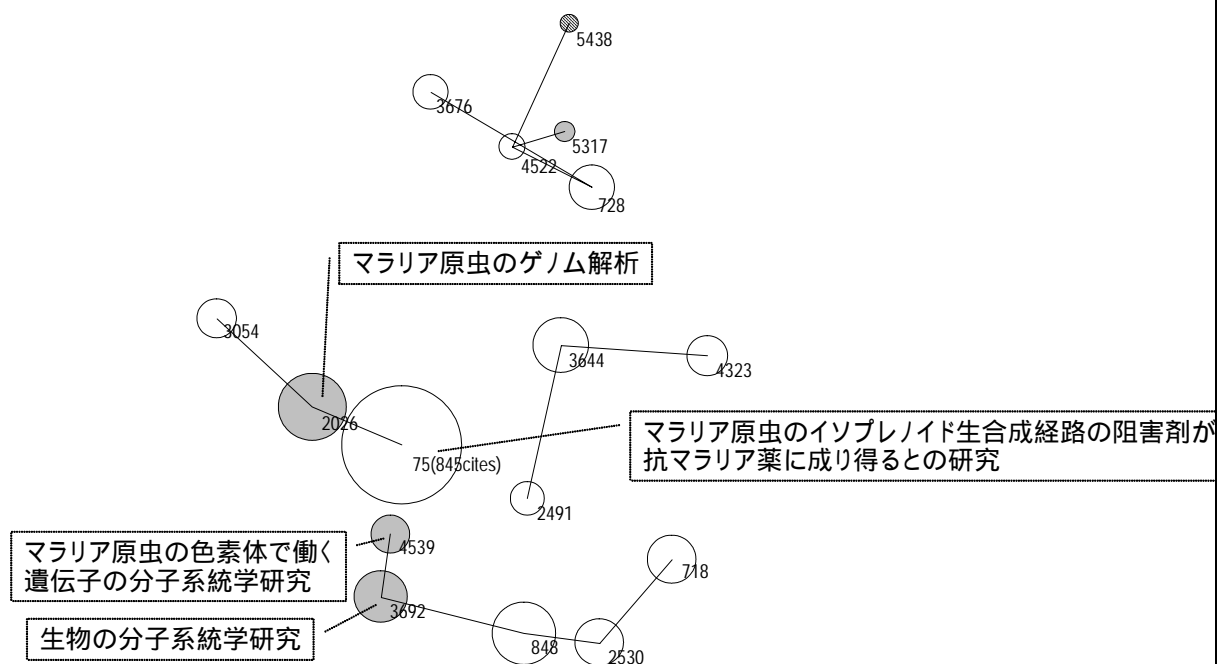 5438
3676
5317
4522
728
マラリア原虫のゲノム解析
3054
3644
4323
2026
マラリア原虫のイソプレノイド生合成経路の阻害剤が
抗マラリア薬に成り得るとの研究
75(845cites)
2491
マラリア原虫の色素体で働く
遺伝子の分子系統学研究
4539
718
3692
生物の分子系統学研究
848
2530